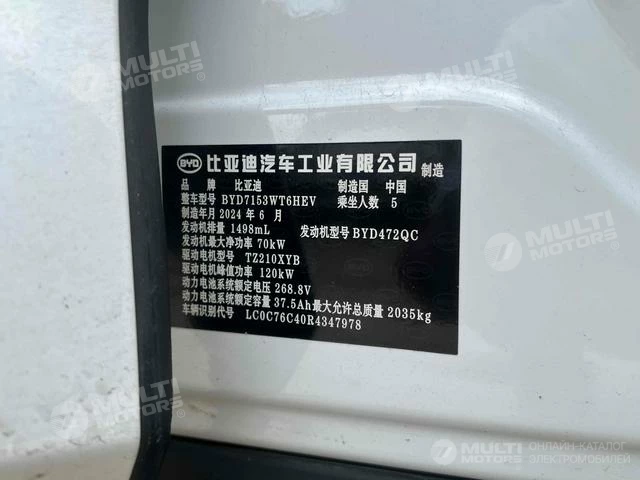 BYD 比亚迪汽车工业有限公司 制造
品 牌 比亚迪 制造国 中国
整车型号 BYD7153WT6HEV 乘坐人数 5
制造年月 2024 年 6 月
发动机排量 1498mL 发动机型号 BYD472QC
发动机最大净功率 70kW
驱动电机型号 TZ210XYB
驱动电机峰值功率 120kW
动力电池系统额定电压 268.8V
动力电池系统额定容量 37.5Ah 最大允许总质量 2035kg
车辆识别代号 LC0C76C40R4347978
MULTI MOTORS ®
MULTI MOTORS ®
MULTI MOTORS
MULTI MOTORS
MULTI MOTORS
ОНЛАЙН-КАТАЛОГ
ЭЛЕКТРОМОБИЛЕЙ